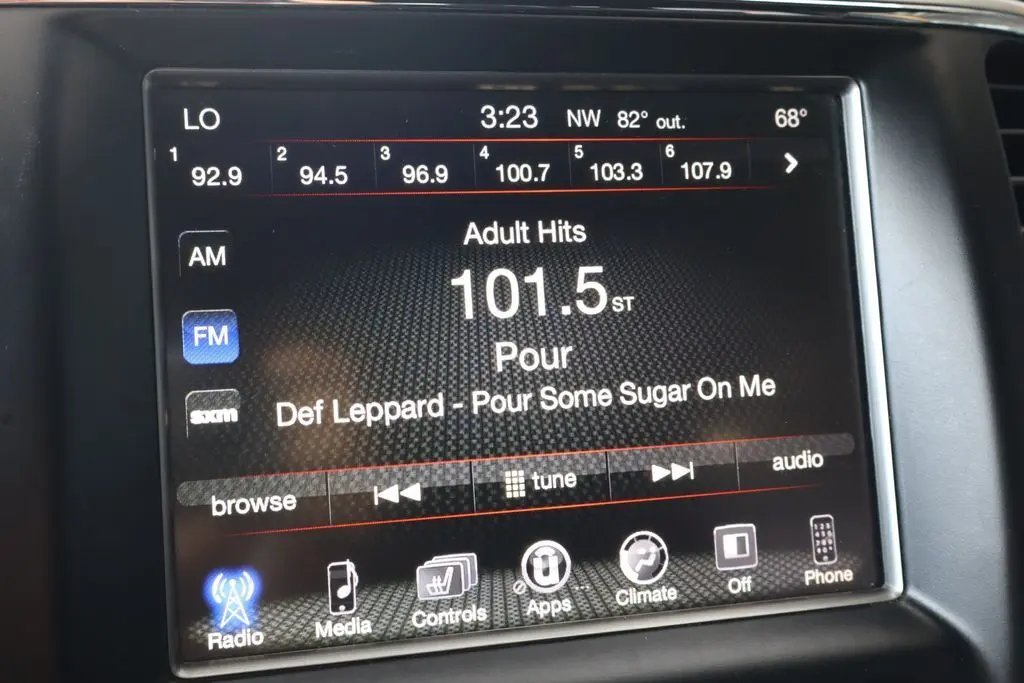 LO 3:23 NW 82° out. 68°
1 92.9 2 94.5 3 96.9 4 100.7 5 103.3 6 107.9
Adult Hits
AM
101.5 ST
FM
Pour
sxm
Def Leppard - Pour Some Sugar On Me
browse tune audio
Radio Media Controls Apps Climate Off Phone